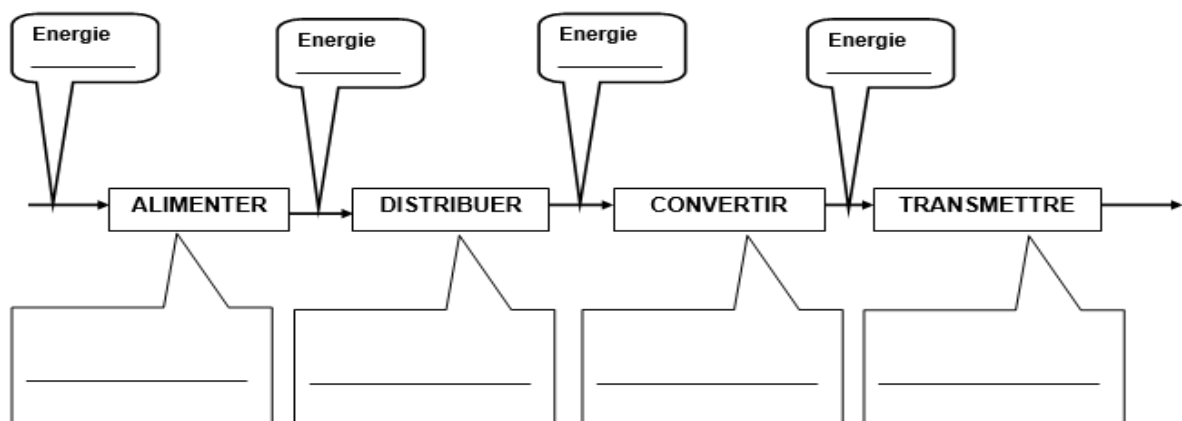 Energie
Energie
Energie
Energie
ALIMENTER
DISTRIBUER
CONVERTIR
TRANSMETTRE